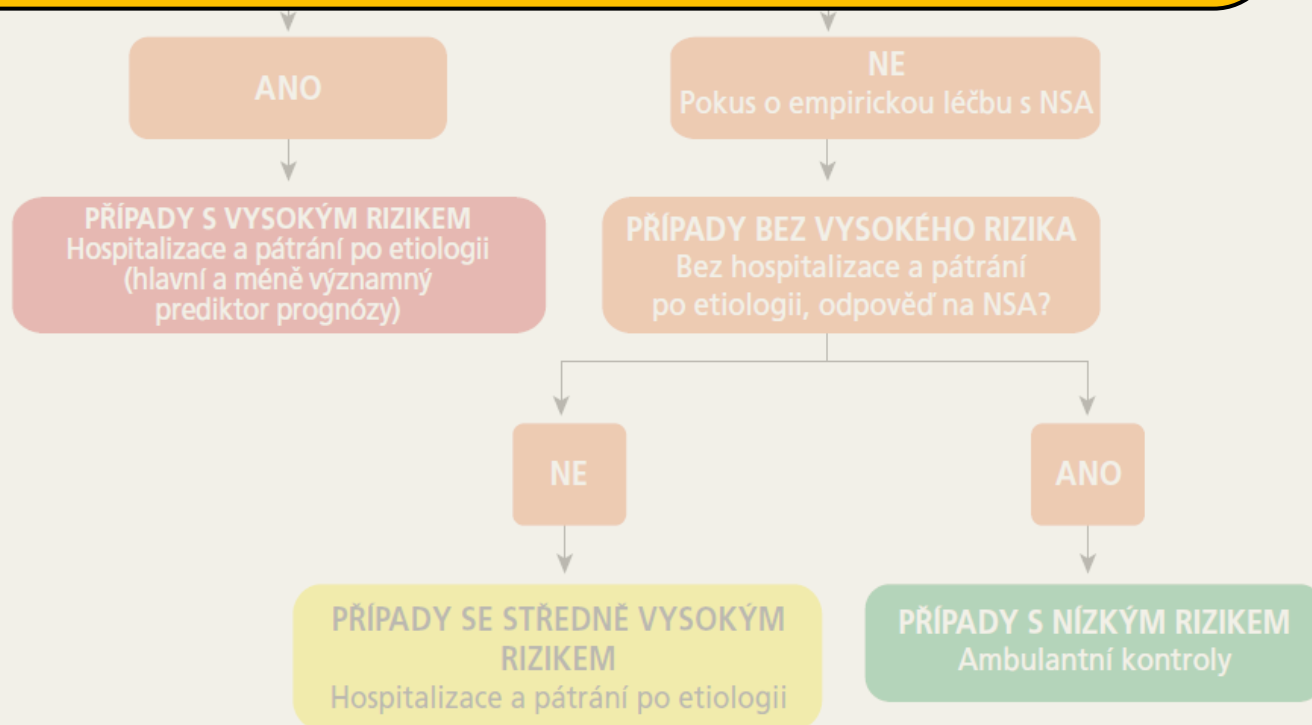 ANO
NE
Pokus o empirickou léčbu s NSA
PŘÍPADY S VYSOKÝM RIZIKEM
Hospitalizace a pátrání po etiologii
(hlavní a méně významný
prediktor prognózy)
PŘÍPADY BEZ VYSOKÉHO RIZIKA
Bez hospitalizace a pátrání
po etiologii, odpověď na NSA?
NE
ANO
PŘÍPADY SE STŘEDNĚ VYSOKÝM
RIZIKEM
Hospitalizace a pátrání po etiologii
PŘÍPADY S NÍZKÝM RIZIKEM
Ambulantní kontroly